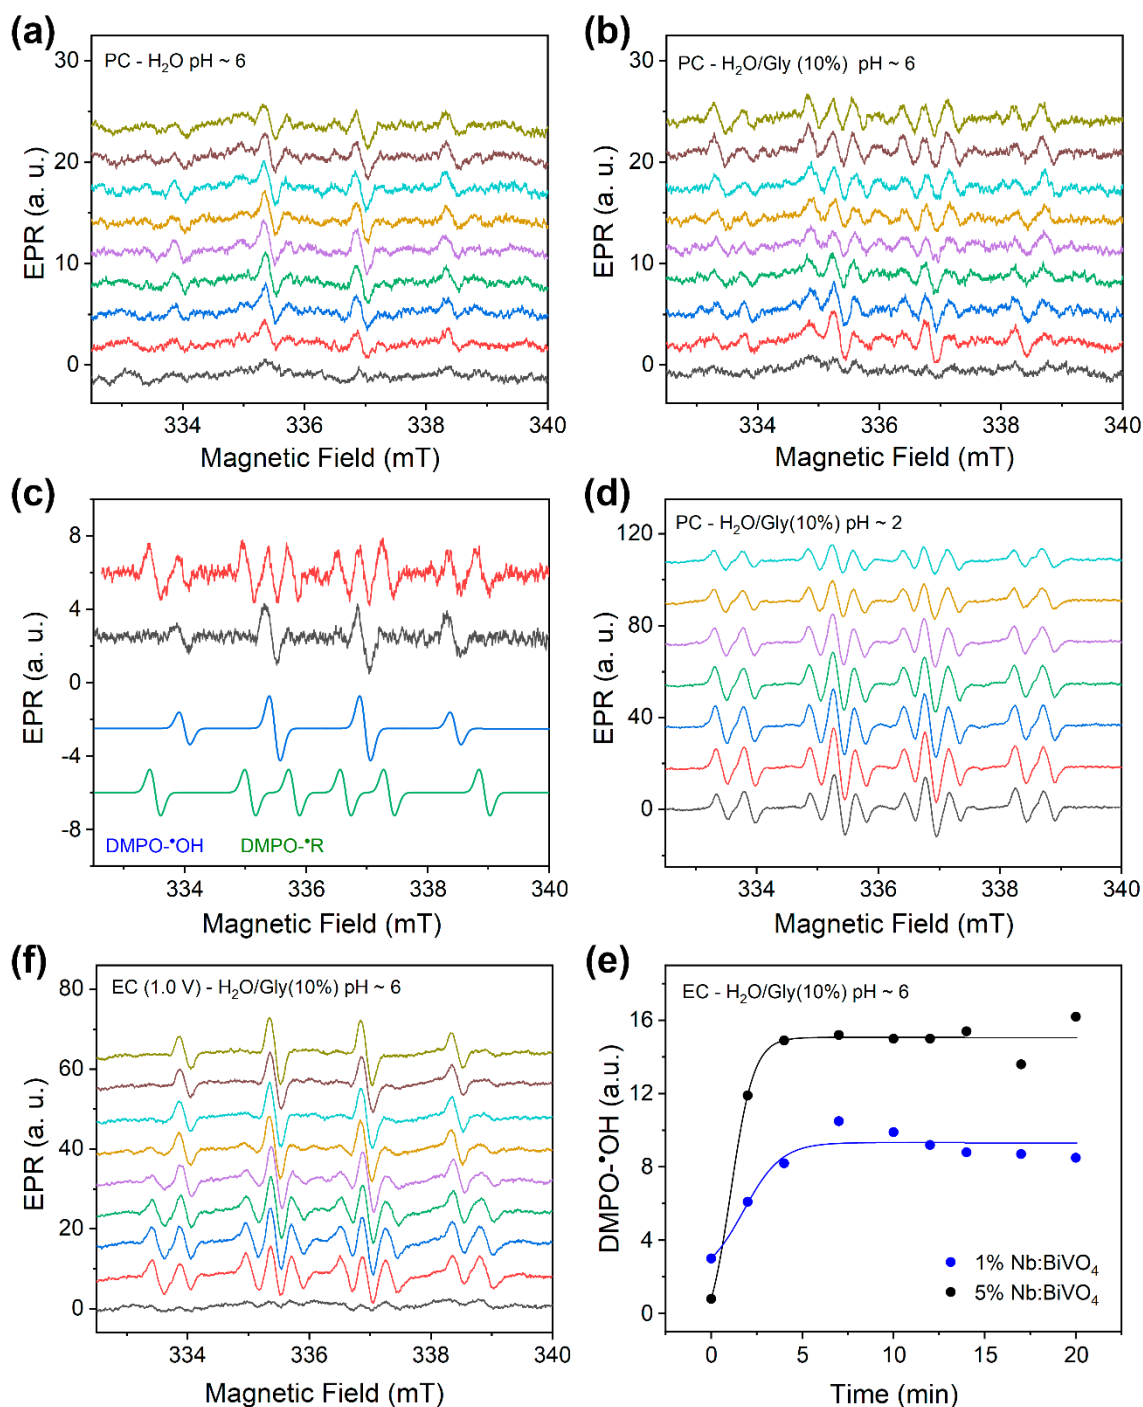 (a)
PC - H₂O pH ~ 6
30
20
10
0
EPR (a. u.)
334 336 338 340
Magnetic Field (mT)
(b)
PC - H₂O/Gly (10%) pH ~ 6
30
20
10
0
EPR (a. u.)
334 336 338 340
Magnetic Field (mT)
(c)
8
4
0
-4
-8
EPR (a. u.)
DMPO-•OH DMPO-•R
334 336 338 340
Magnetic Field (mT)
(d)
PC - H₂O/Gly(10%) pH ~ 2
120
80
40
0
EPR (a. u.)
334 336 338 340
Magnetic Field (mT)
(f)
EC (1.0 V) - H₂O/Gly(10%) pH ~ 6
80
60
40
20
0
EPR (a. u.)
334 336 338 340
Magnetic Field (mT)
(e)
EC - H₂O/Gly(10%) pH ~ 6
16
12
8
4
0
DMPO-•OH (a.u.)
1% Nb:BiVO₄
5% Nb:BiVO₄
0 5 10 15 20
Time (min)